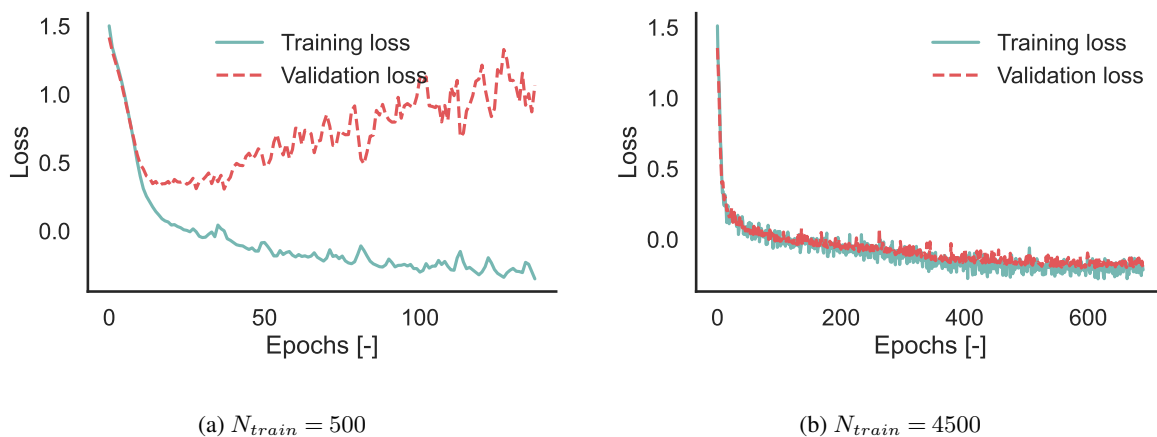 1.5
1.0
0.5
0.0
Loss
Training loss
Validation loss
0
50
100
Epochs [-]
(a) N_{train} = 500
1.5
1.0
0.5
0.0
Loss
Training loss
Validation loss
0
200
400
600
Epochs [-]
(b) N_{train} = 4500